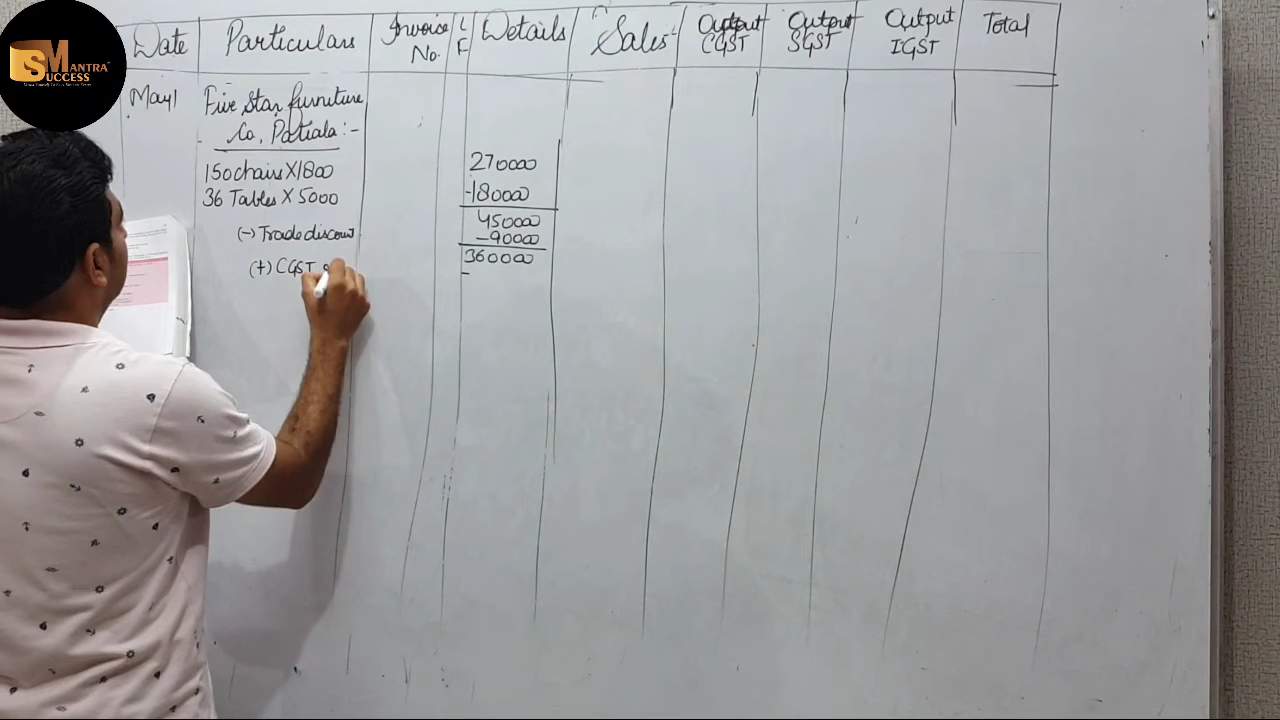 SM MANTRA
SUCCESS
Date Particulars Invoice No. L F Details Sales Output CGST Output SGST Output IGST Total
May 1 Five Star furniture
Co, Patiala :-
150 chairs X 1800 270000
36 Tables X 5000 180000
450000
(-) Trade discount -90000
360000
(+) CGST